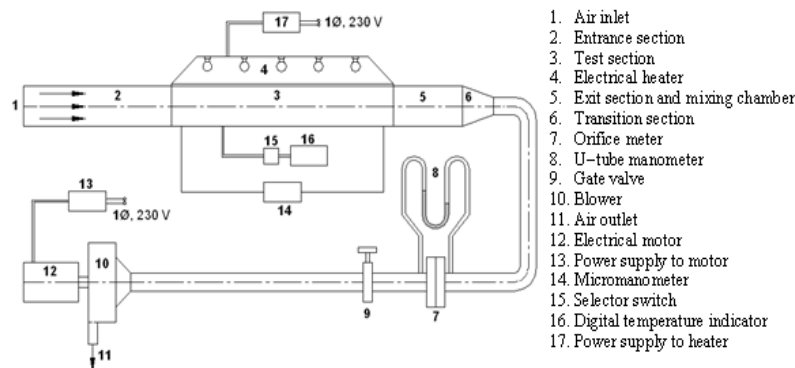 17
1Ø, 230 V
4
1
2
3
5
6
15
16
14
8
13
1Ø, 230 V
12
10
9
7
11
1. Air inlet
2. Entrance section
3. Test section
4. Electrical heater
5. Exit section and mixing chamber
6. Transition section
7. Orifice meter
8. U–tube manometer
9. Gate valve
10. Blower
11. Air outlet
12. Electrical motor
13. Power supply to motor
14. Micromanometer
15. Selector switch
16. Digital temperature indicator
17. Power supply to heater